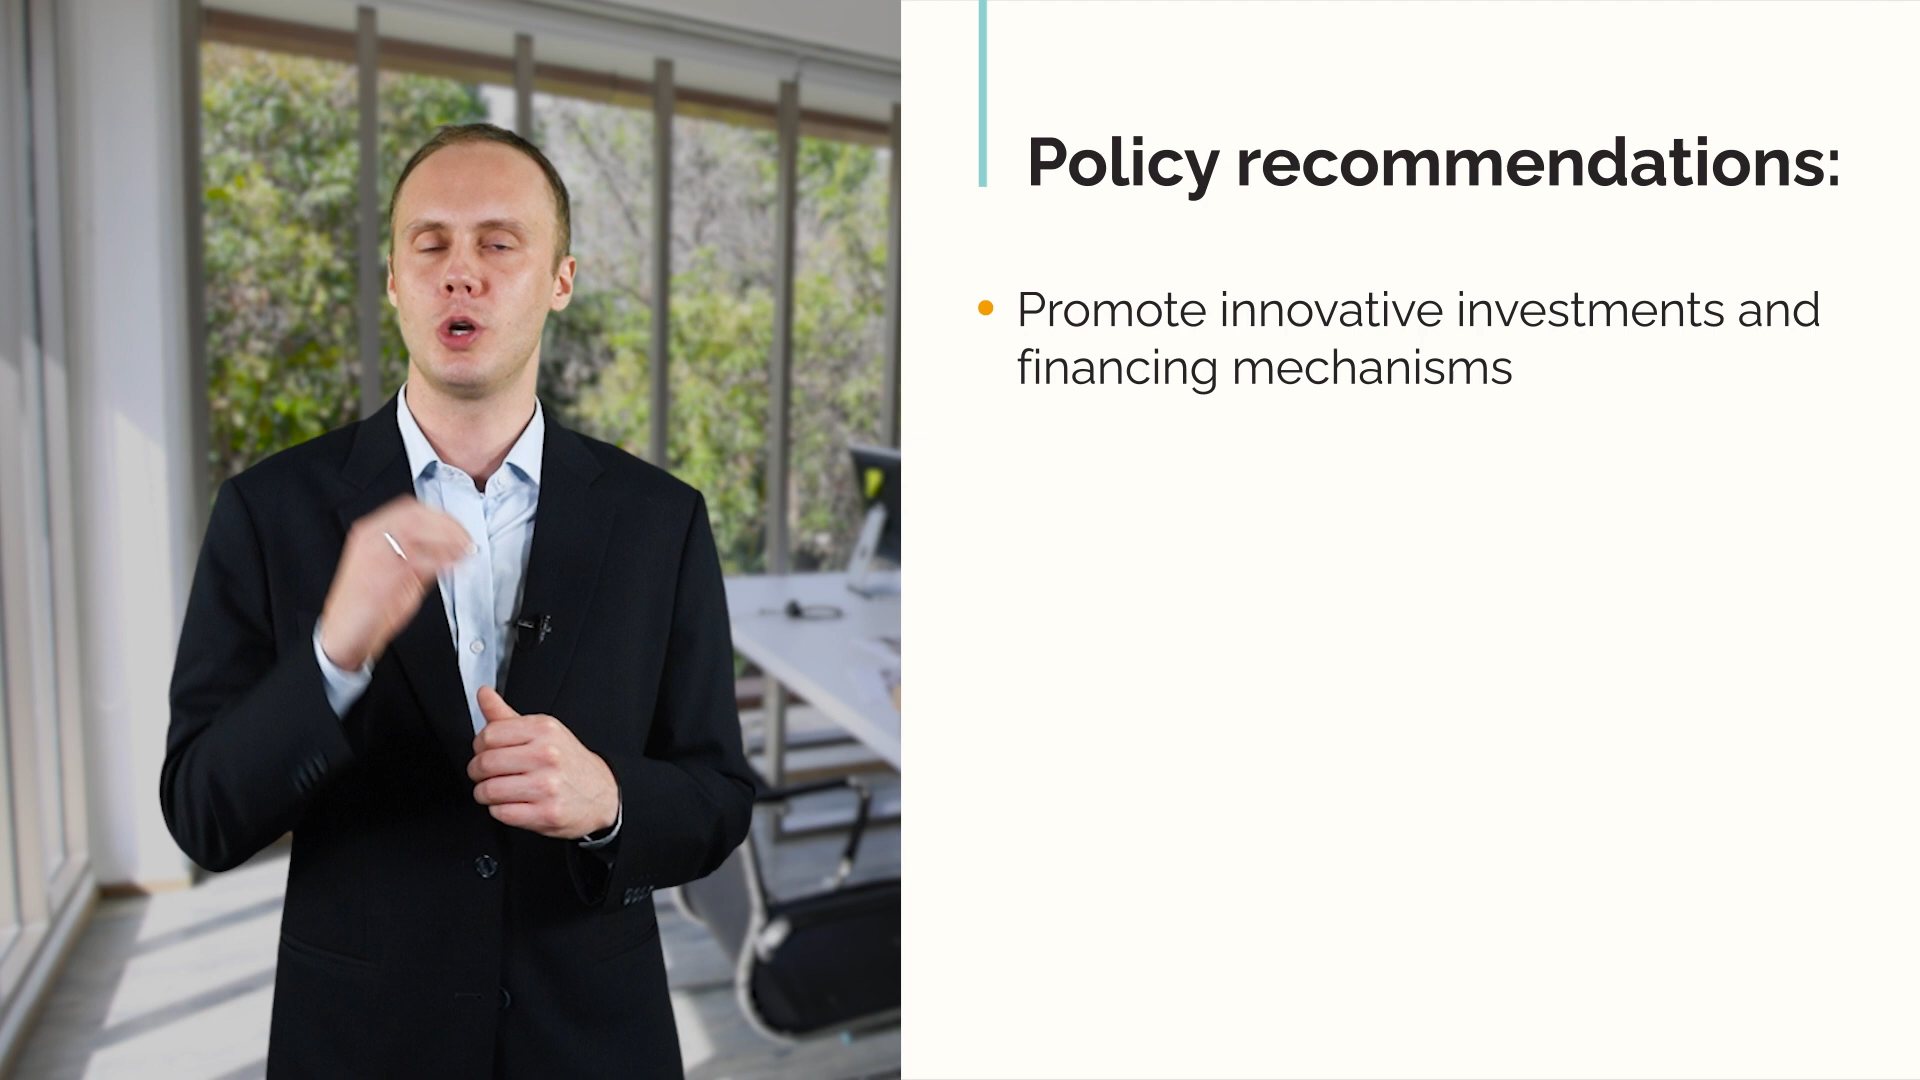 Policy recommendations:
Promote innovative investments and
financing mechanisms